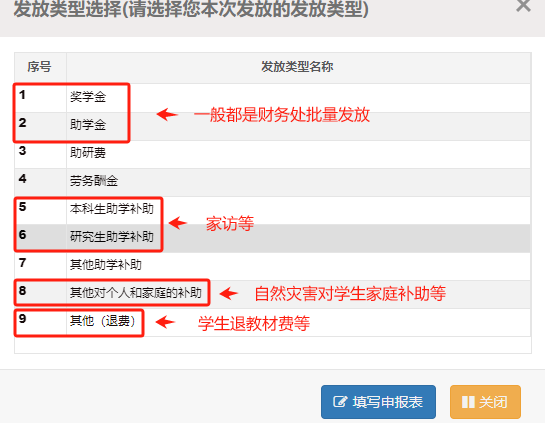 发放类型选择(请选择您本次发放的发放类型)
序号 发放类型名称
1 奖学金
一般都是财务处批量发放
2 助学金
3 助研费
4 劳务酬金
5 本科生助学补助
家访等
6 研究生助学补助
7 其他助学补助
8 其他对个人和家庭的补助 自然灾害对学生家庭补助等
9 其他（退费） 学生退教材费等
填写申报表 关闭